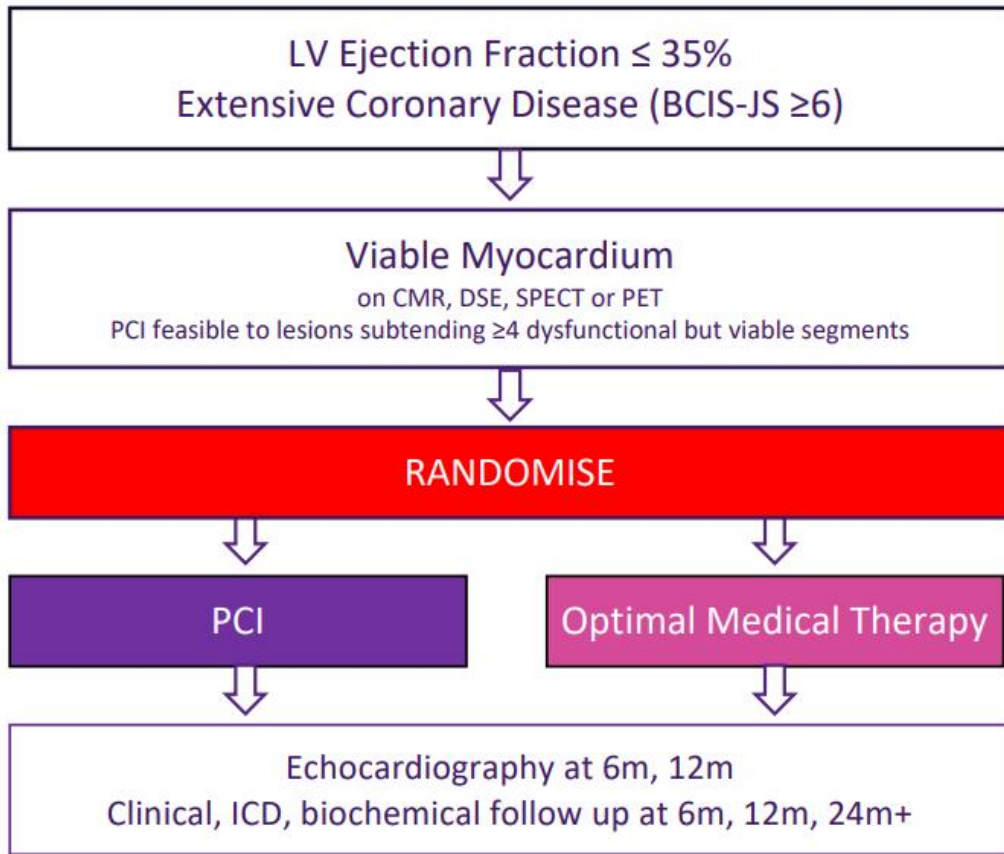 LV Ejection Fraction ≤ 35%
Extensive Coronary Disease (BCIS-JS ≥6)
Viable Myocardium
on CMR, DSE, SPECT or PET
PCI feasible to lesions subtending ≥4 dysfunctional but viable segments
RANDOMISE
PCI
Optimal Medical Therapy
Echocardiography at 6m, 12m
Clinical, ICD, biochemical follow up at 6m, 12m, 24m+